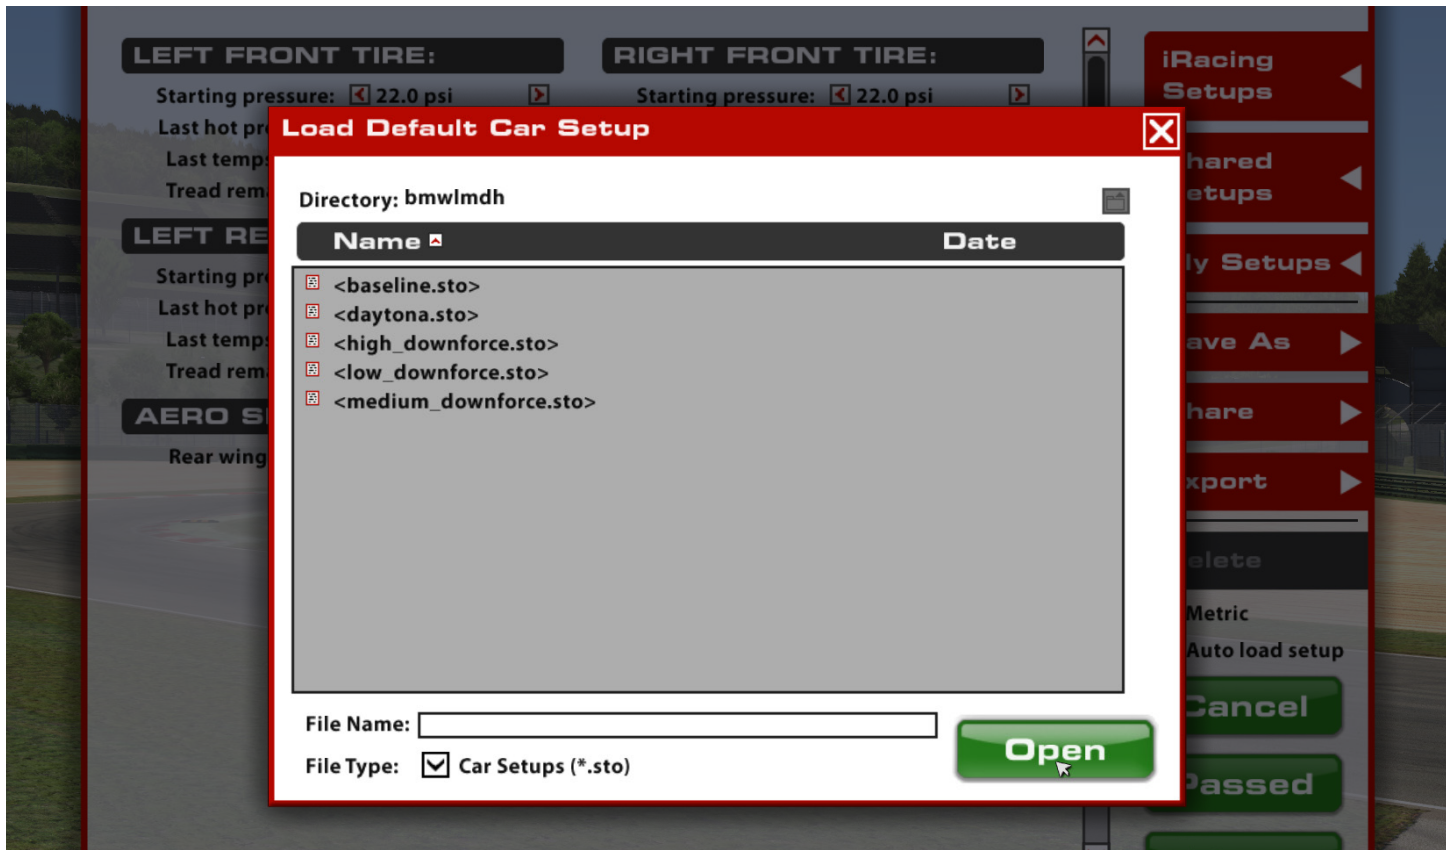 LEFT FRONT TIRE:
RIGHT FRONT TIRE:
Starting pressure: 22.0 psi
Starting pressure: 22.0 psi
Last hot pr
Last temp
Tread rem
LEFT RE
Starting pr
Last hot pr
Last temp
Tread rem
AERO S
Rear wing
Load Default Car Setup
Directory: bmwlmdh
Name
Date
<baseline.sto>
<daytona.sto>
<high_downforce.sto>
<low_downforce.sto>
<medium_downforce.sto>
File Name:
File Type: Car Setups (*.sto)
Open
iRacing
Setups
hared
etups
ly Setups
ave As
hare
xport
elete
Metric
Auto load setup
Cancel
Passed